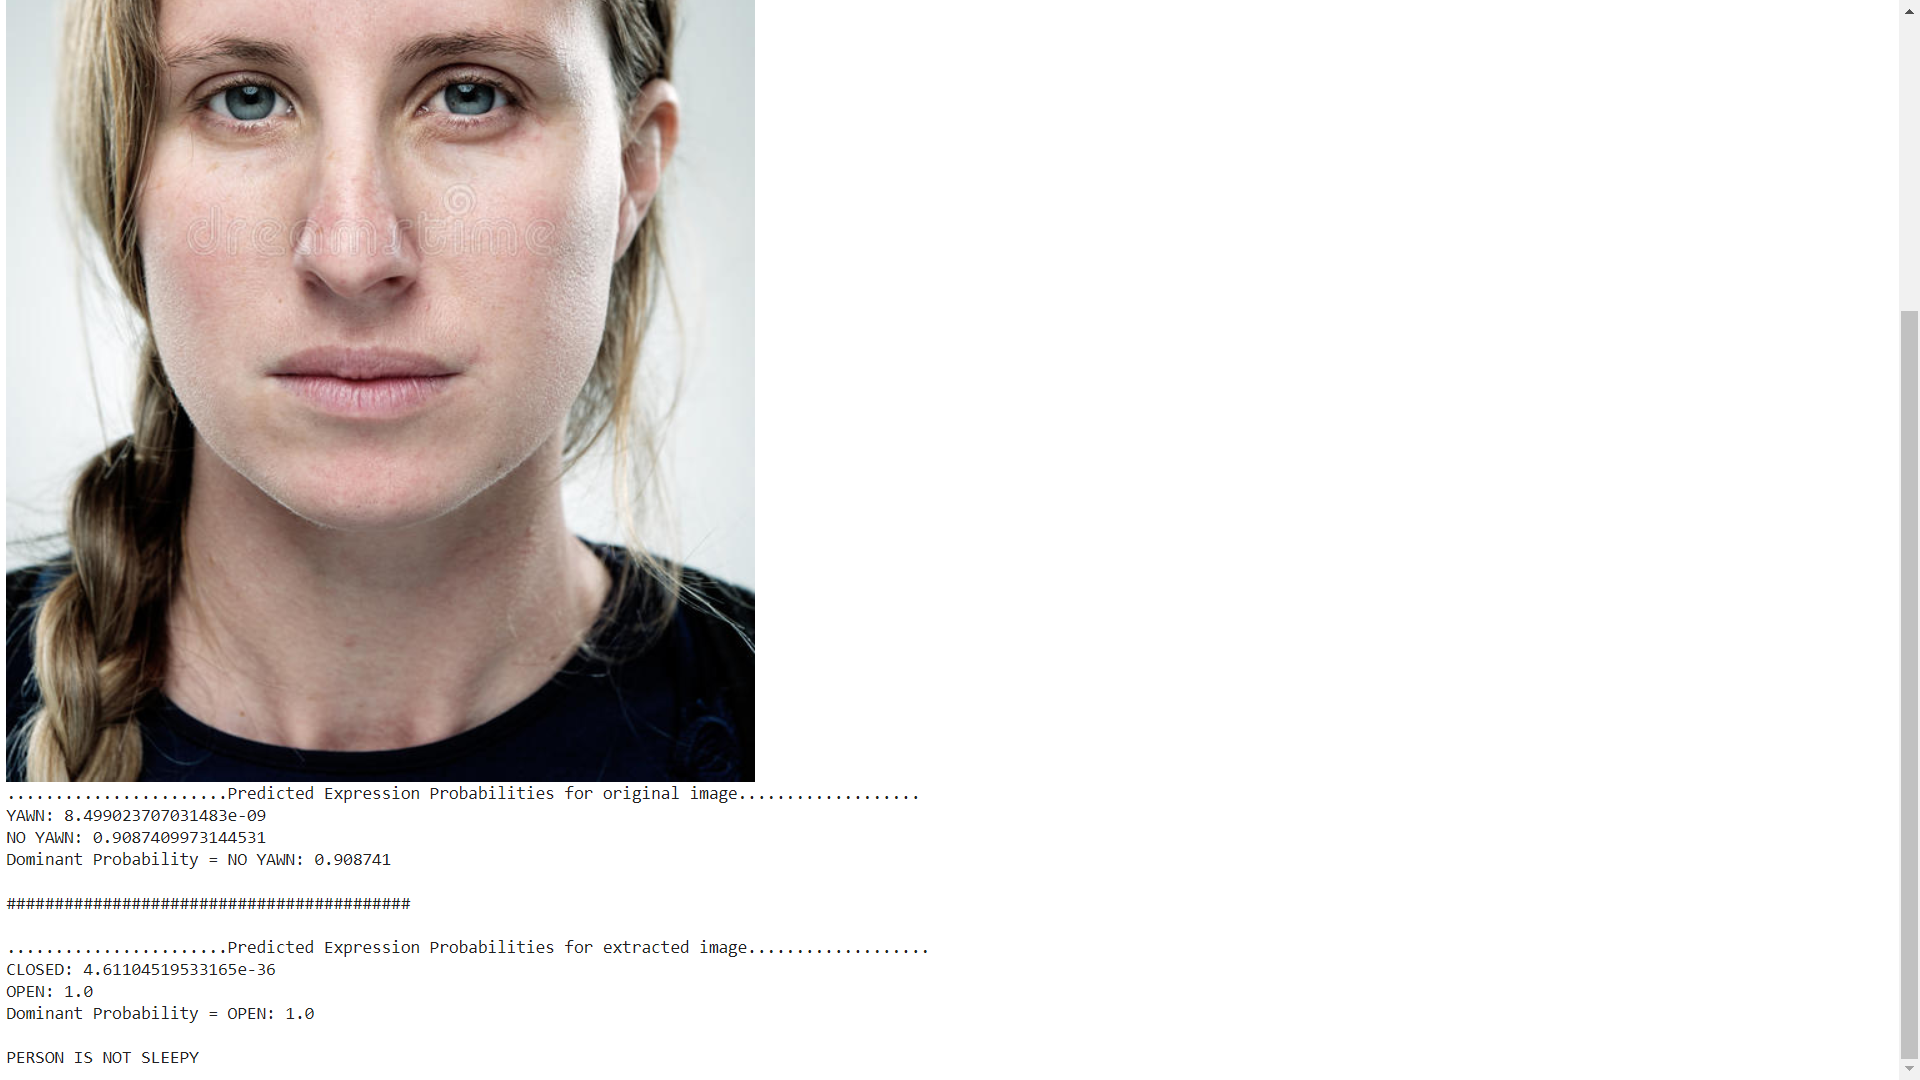 dreamstime
.......................Predicted Expression Probabilities for original image...................
YAWN: 8.499023707031483e-09
NO YAWN: 0.9087409973144531
Dominant Probability = NO YAWN: 0.908741
##########################################
.......................Predicted Expression Probabilities for extracted image...................
CLOSED: 4.61104519533165e-36
OPEN: 1.0
Dominant Probability = OPEN: 1.0
PERSON IS NOT SLEEPY